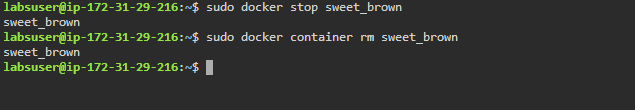 labsuser@ip-172-31-29-216:~$ sudo docker stop sweet_brown
sweet_brown
labsuser@ip-172-31-29-216:~$ sudo docker container rm sweet_brown
sweet_brown
labsuser@ip-172-31-29-216:~$